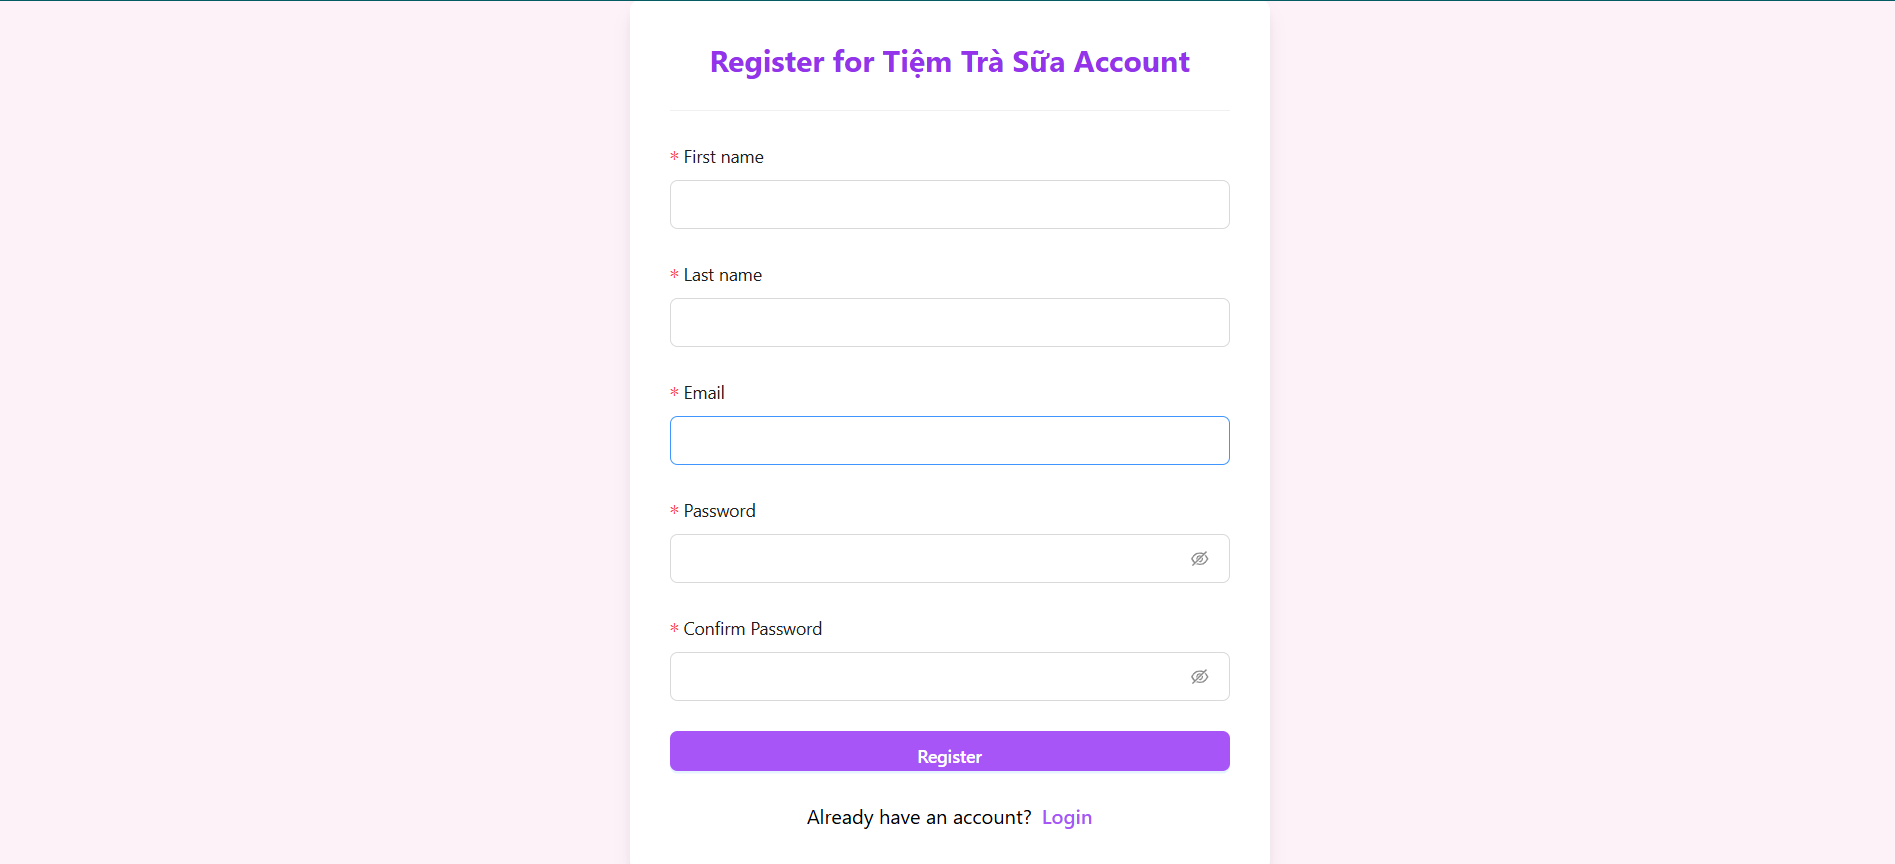 Register for Tiệm Trà Sữa Account
* First name
* Last name
* Email
* Password
* Confirm Password
Register
Already have an account? Login